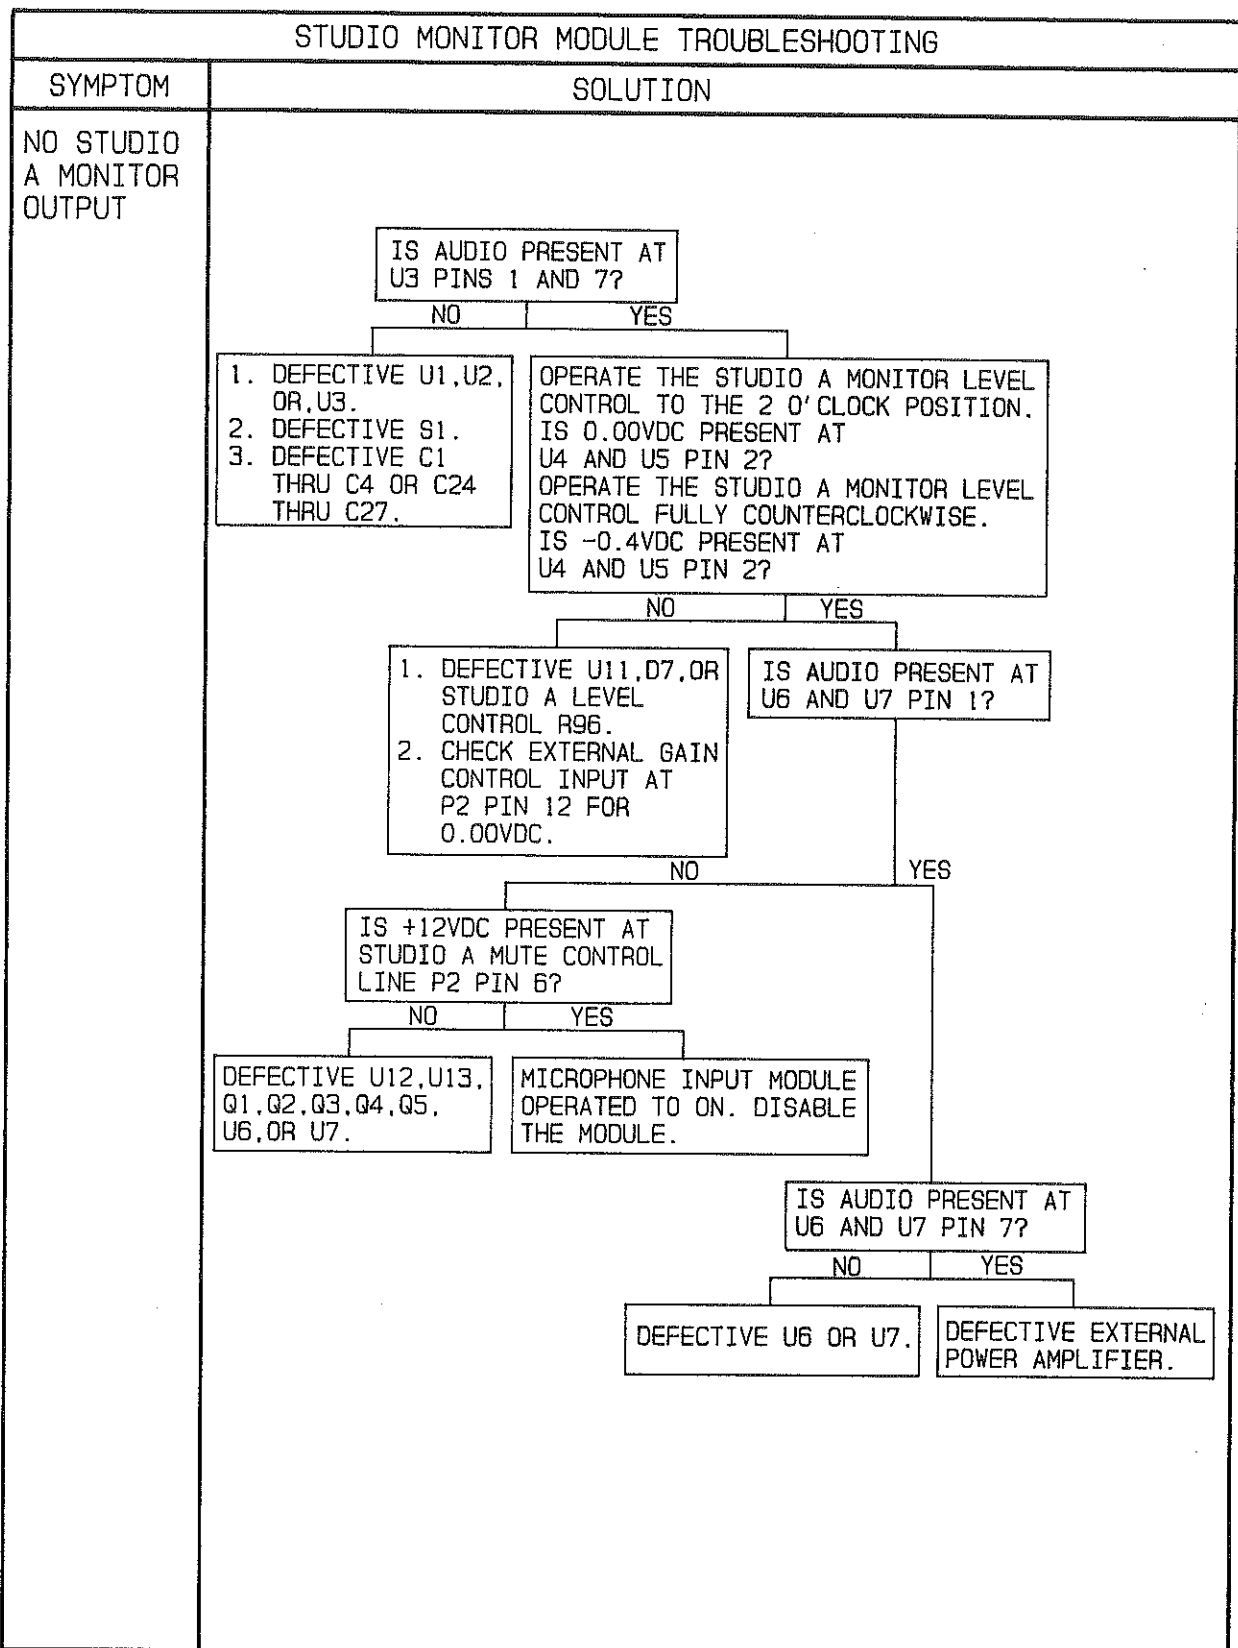 STUDIO MONITOR MODULE TROUBLESHOOTING
SYMPTOM
SOLUTION
NO STUDIO
A MONITOR
OUTPUT
IS AUDIO PRESENT AT
U3 PINS 1 AND 7?
NO
YES
1. DEFECTIVE U1,U2,
OR,U3.
2. DEFECTIVE S1.
3. DEFECTIVE C1
THRU C4 OR C24
THRU C27.
OPERATE THE STUDIO A MONITOR LEVEL
CONTROL TO THE 2 O'CLOCK POSITION.
IS 0.00VDC PRESENT AT
U4 AND U5 PIN 2?
OPERATE THE STUDIO A MONITOR LEVEL
CONTROL FULLY COUNTERCLOCKWISE.
IS -0.4VDC PRESENT AT
U4 AND U5 PIN 2?
NO
YES
1. DEFECTIVE U11,D7,OR
STUDIO A LEVEL
CONTROL R96.
2. CHECK EXTERNAL GAIN
CONTROL INPUT AT
P2 PIN 12 FOR
0.00VDC.
IS AUDIO PRESENT AT
U6 AND U7 PIN 1?
NO
YES
IS +12VDC PRESENT AT
STUDIO A MUTE CONTROL
LINE P2 PIN 6?
NO
YES
DEFECTIVE U12,U13,
Q1,Q2,Q3,Q4,Q5,
U6,OR U7.
MICROPHONE INPUT MODULE
OPERATED TO ON. DISABLE
THE MODULE.
IS AUDIO PRESENT AT
U6 AND U7 PIN 7?
NO
YES
DEFECTIVE U6 OR U7.
DEFECTIVE EXTERNAL
POWER AMPLIFIER.